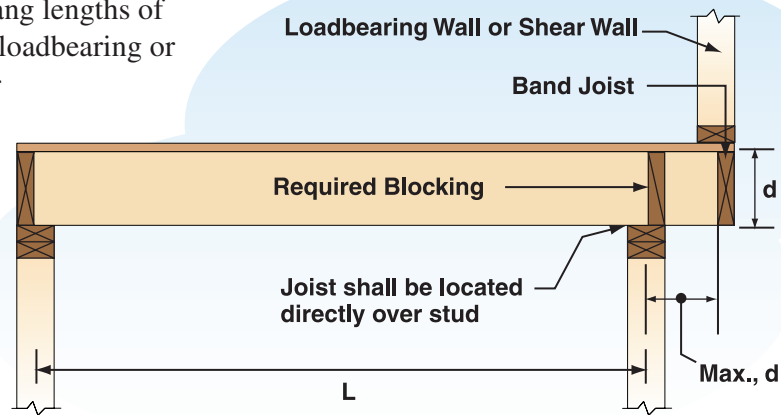 ang lengths of
loadbearing or
Loadbearing Wall or Shear Wall
Band Joist
Required Blocking
d
Joist shall be located
directly over stud
Max., d
L